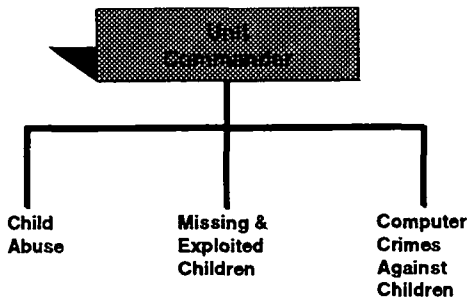 Unit
Commander
Child
Abuse
Missing &
Exploited
Children
Computer
Crimes
Against
Children